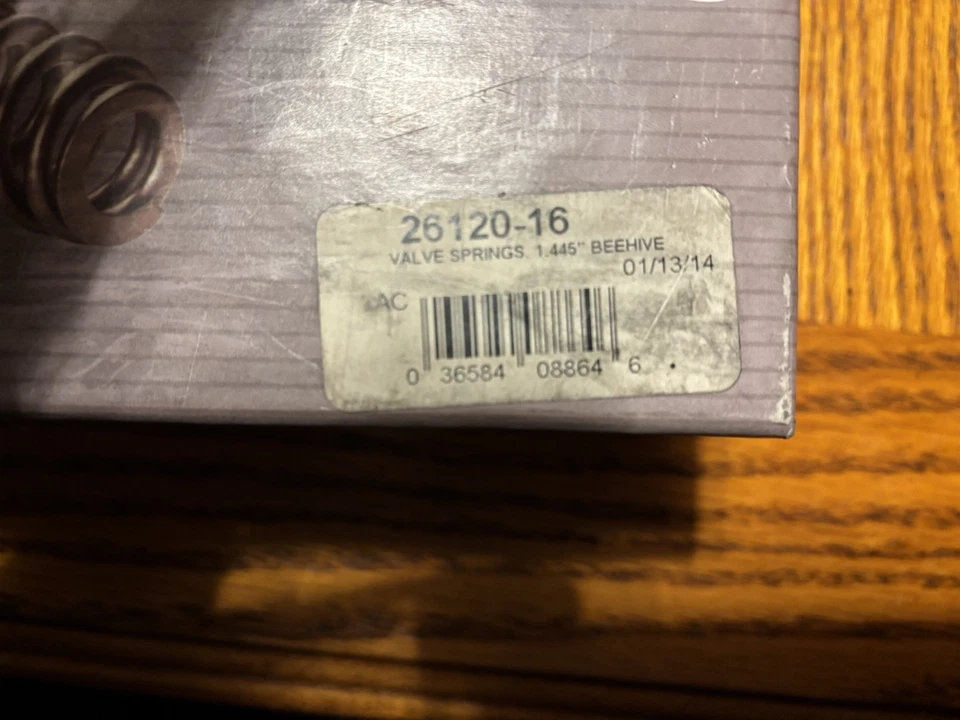 26120-16
VALVE SPRINGS, 1.445" BEEHIVE
01/13/14
AC
0 36584 08864 6